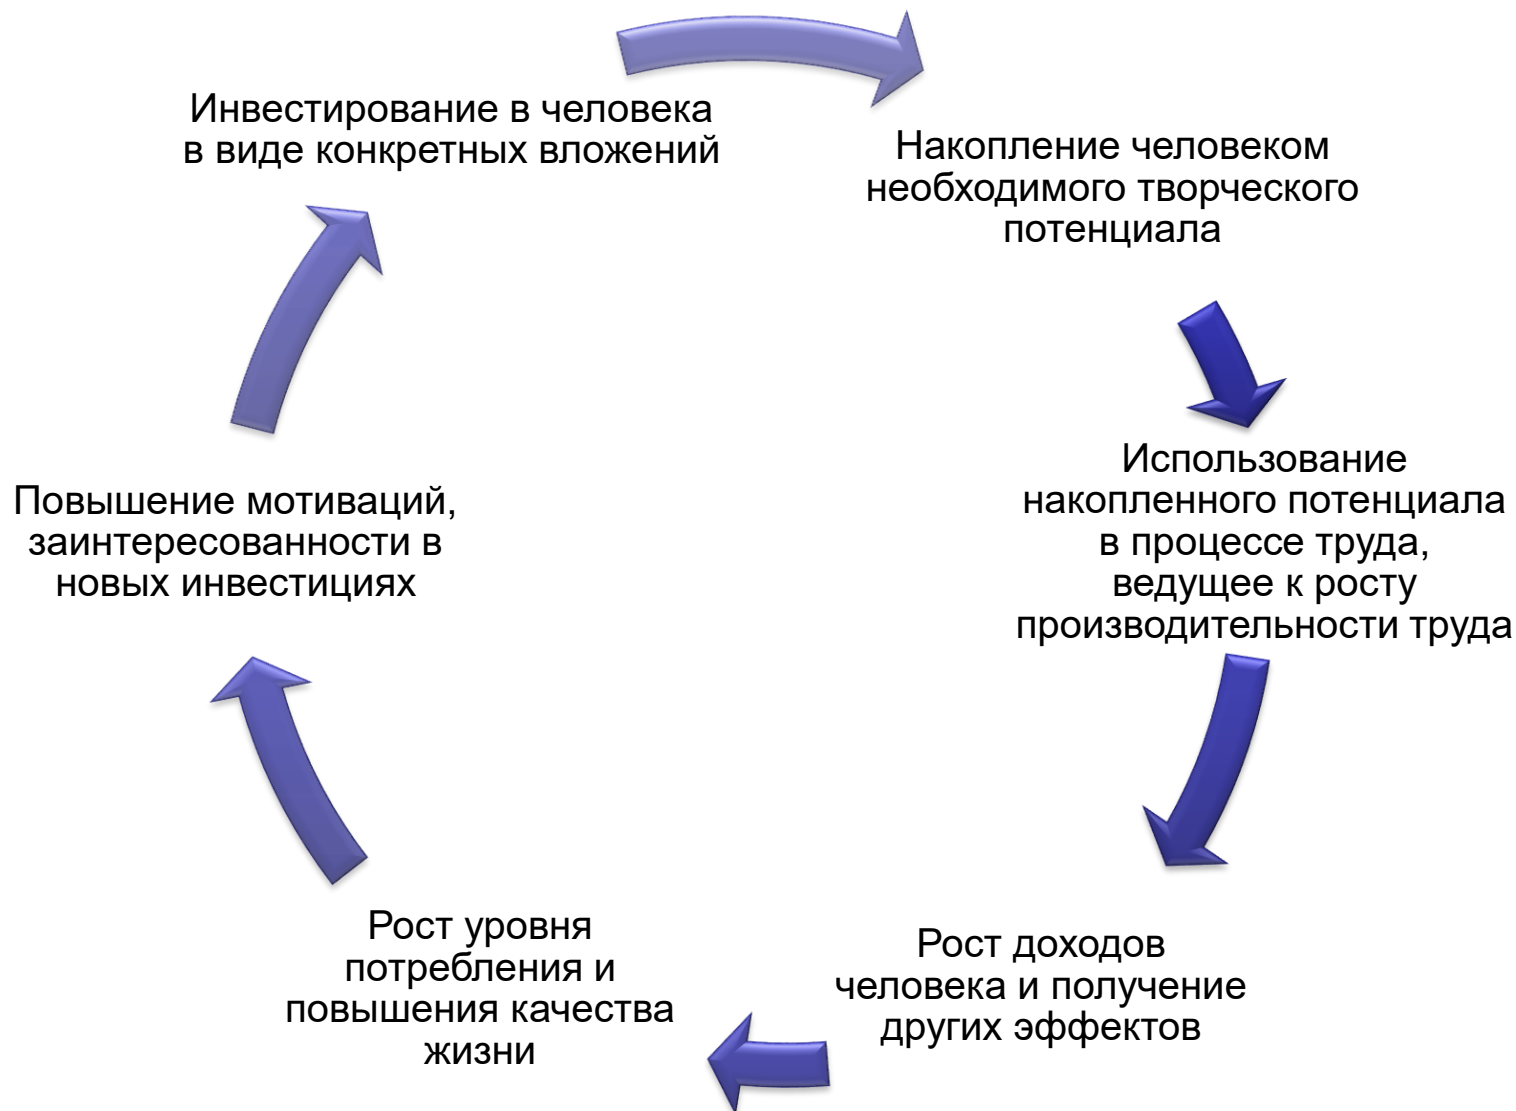 Инвестирование в человека
в виде конкретных вложений
Накопление человеком
необходимого творческого
потенциала
Использование
накопленного потенциала
в процессе труда,
ведущее к росту
производительности труда
Рост доходов
человека и получение
других эффектов
Рост уровня
потребления и
повышения качества
жизни
Повышение мотиваций,
заинтересованности в
новых инвестициях